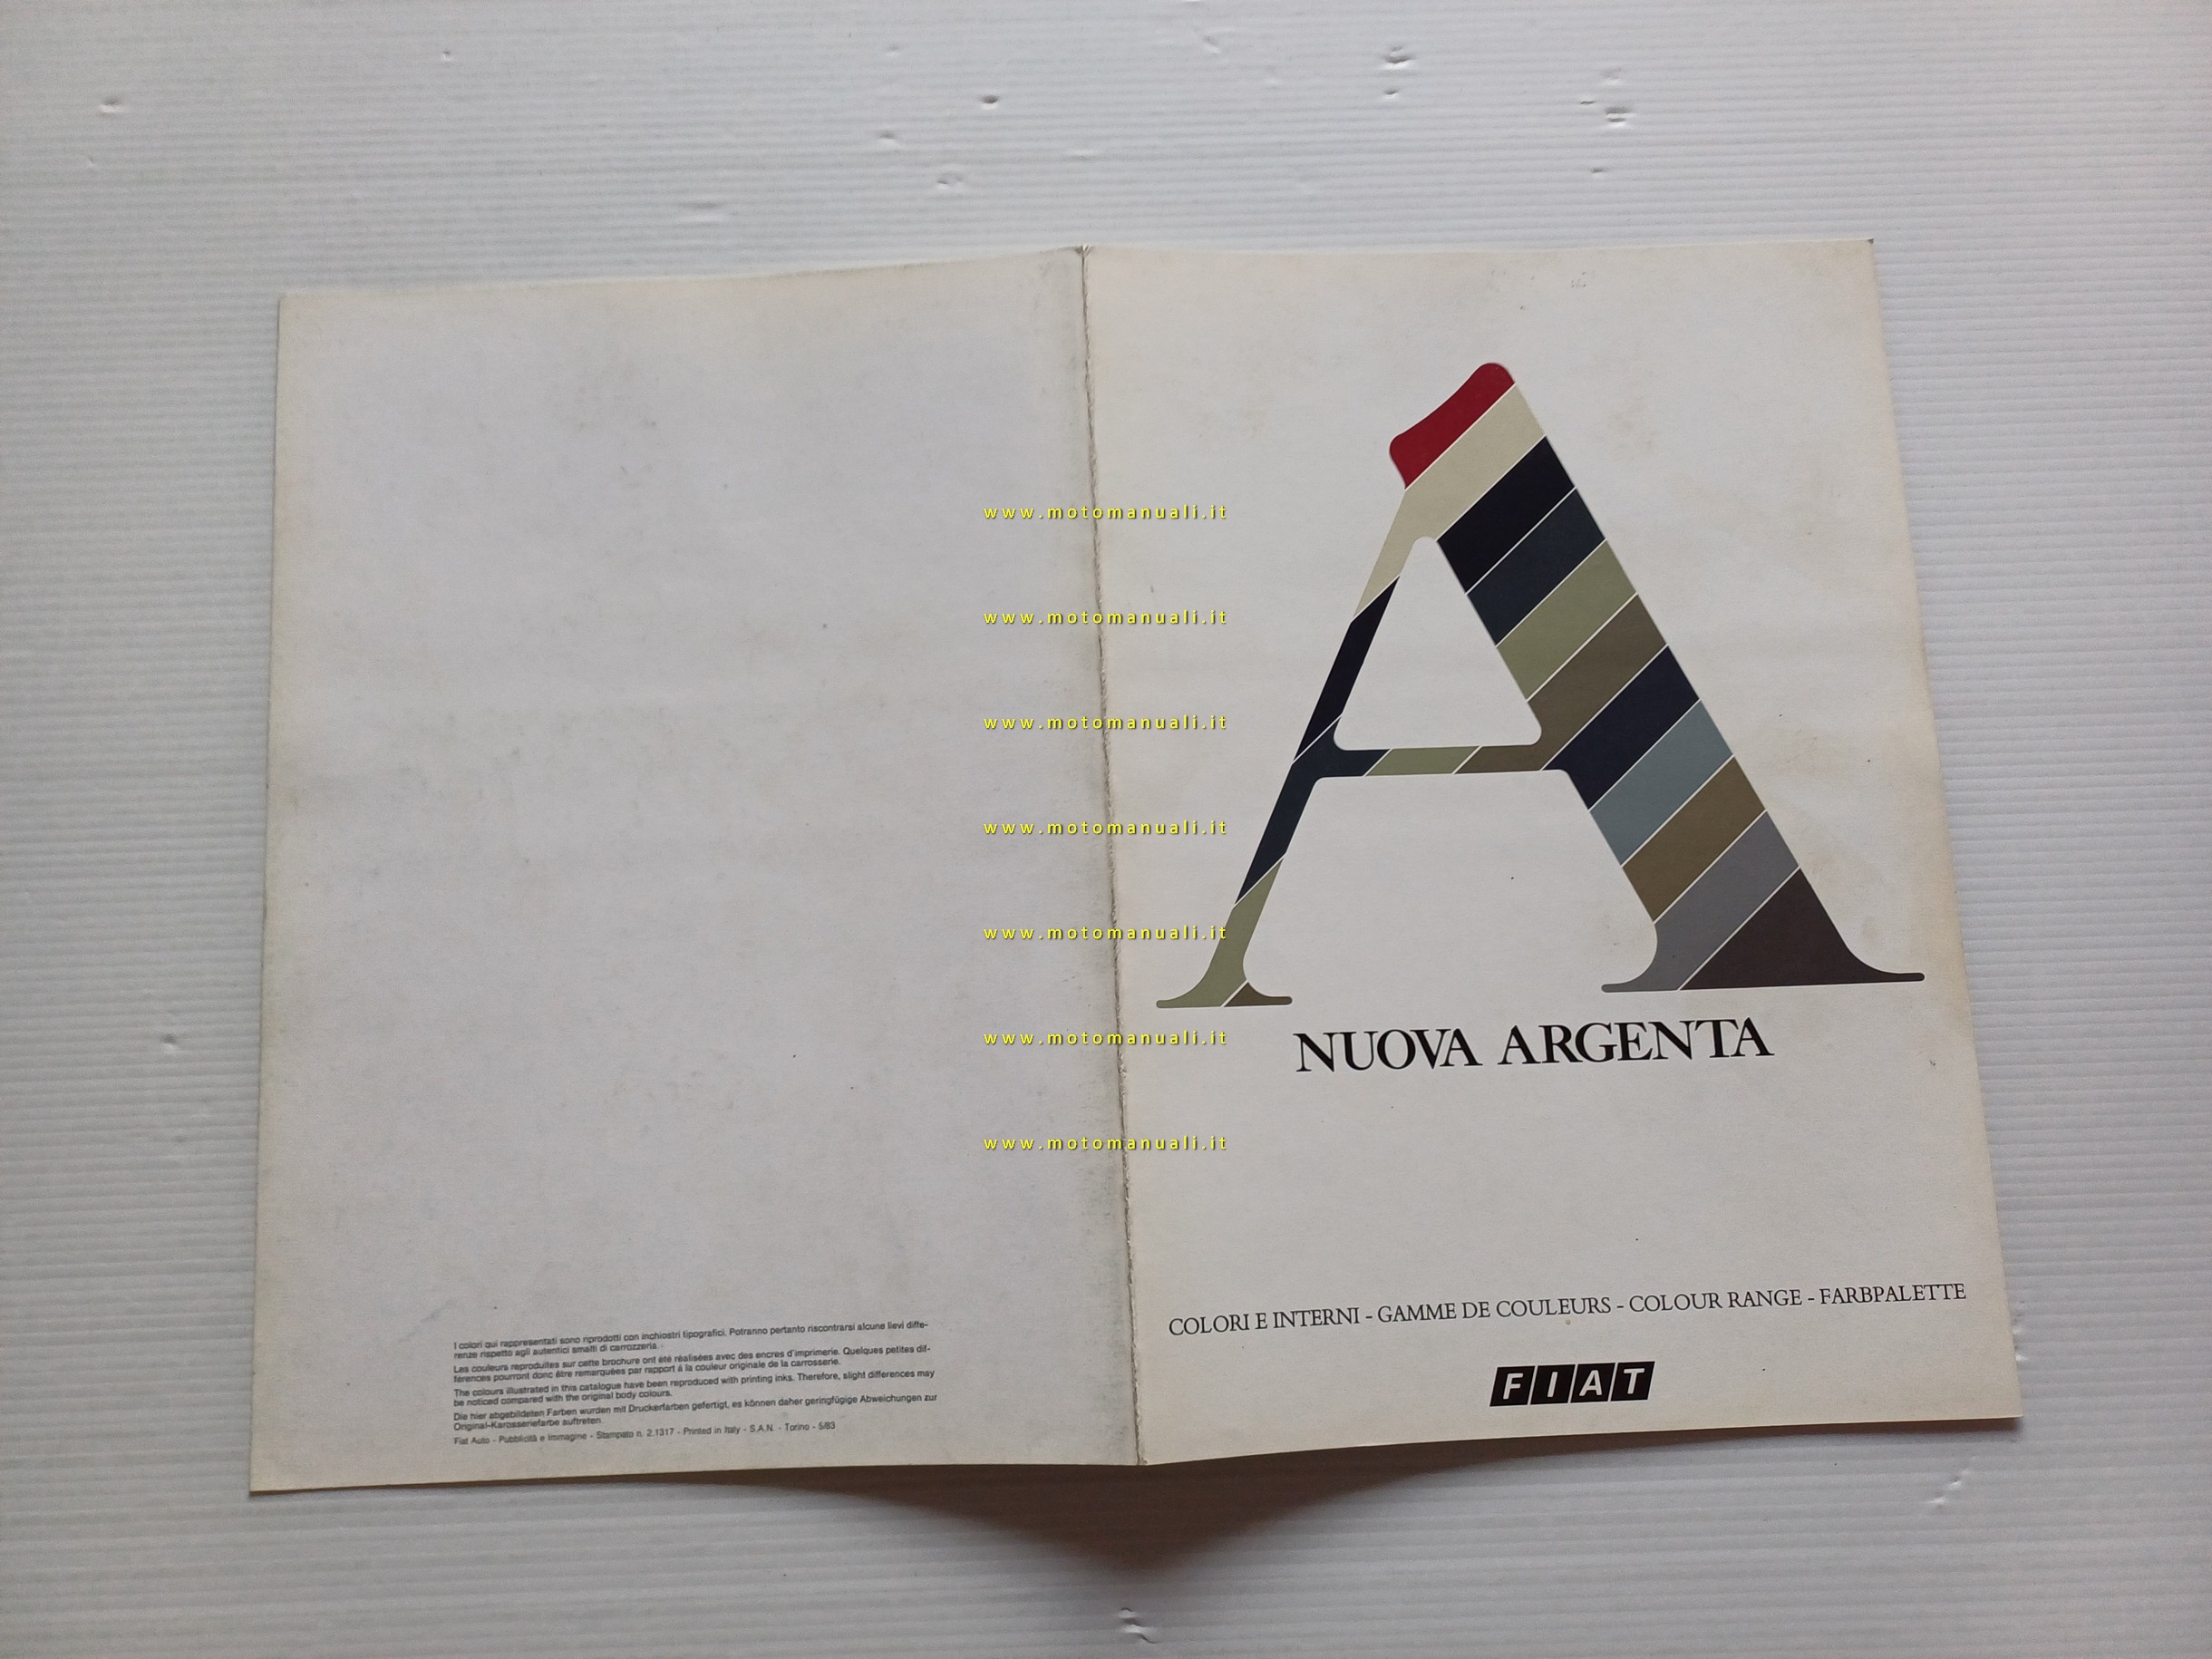 I colori qui rappresentati sono riprodotti con inchiostri tipografici. Potranno pertanto riscontrarsi alcune lievi diffe-
renze rispetto agli autentici smalti di carrozzeria.
Les couleurs reproduites sur cette brochure ont été réalisées avec des encres d'imprimerie. Quelques petites dif-
férences pourront donc être remarquées par rapport à la couleur originale de la carrosserie.
The colours illustrated in this catalogue have been reproduced with printing inks. Therefore, slight differences may
be noticed compared with the original body colours.
Die hier abgebildeten Farben wurden mit Druckerfarben gefertigt, es können daher geringfügige Abweichungen zur
Original-Karosseriefarbe auftreten.
Fiat Auto - Pubblicità e Immagine - Stampato n. 2.1317 - Printed in Italy - S.A.N. - Torino - 5/83
www.motomanuali.it
www.motomanuali.it
www.motomanuali.it
www.motomanuali.it
www.motomanuali.it
www.motomanuali.it
www.motomanuali.it
A
NUOVA ARGENTA
COLORI E INTERNI - GAMME DE COULEURS - COLOUR RANGE - FARBPALETTE
FIAT